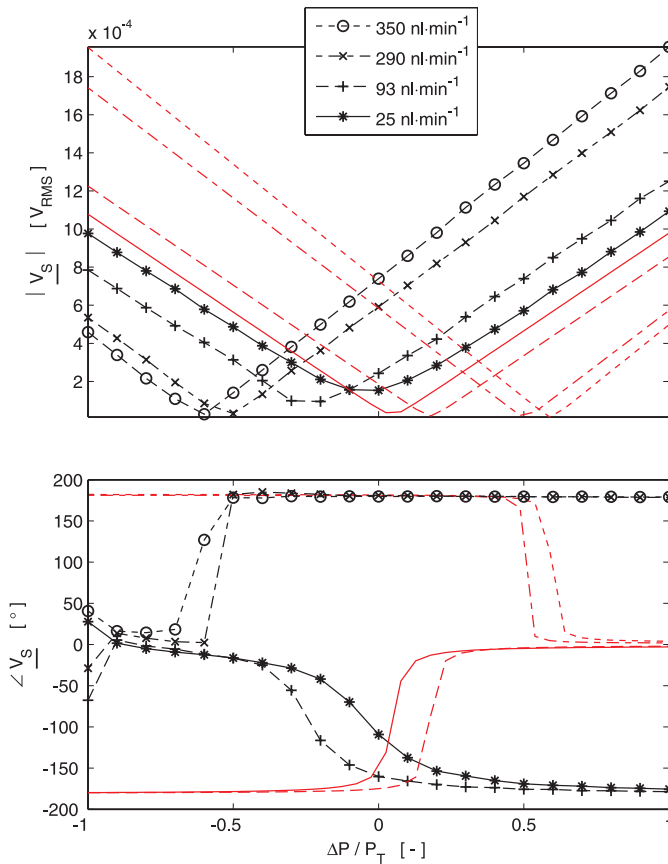 x 10⁻⁴
350 nl·min⁻¹
290 nl·min⁻¹
93 nl·min⁻¹
25 nl·min⁻¹
18
16
14
12
10
8
6
4
2
| V_S | [ V_RMS ]
200
150
100
50
0
-50
-100
-150
-200
∠ V_S [ ° ]
-1
-0.5
0
0.5
1
ΔP / P_T [ - ]